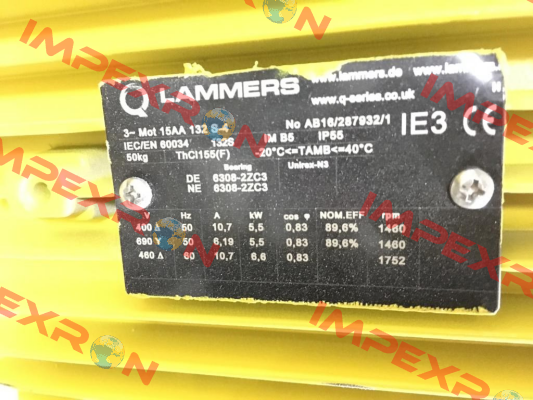 Q LAMMERS
www.lammers.de
www.q-series.co.uk
3~ Mot 15AA 132 S-4
No AB16/287932/1
IE3 CE
IEC/EN 60034 132S IM B5 IP55
50kg ThCl155(F) -20°C<=TAMB<=40°C
Bearing Unirex-N3
DE 6308-2ZC3
NE 6308-2ZC3
V Hz A kW cos φ NOM.EFF rpm
400 Δ 50 10,7 5,5 0,83 89,6% 1460
690 Y 50 6,19 5,5 0,83 89,6% 1460
460 Δ 60 10,7 6,6 0,83 1752
IMPEXRON
IMPEXRON
IMPEXRON
IMPEXRON
IMPEXRON